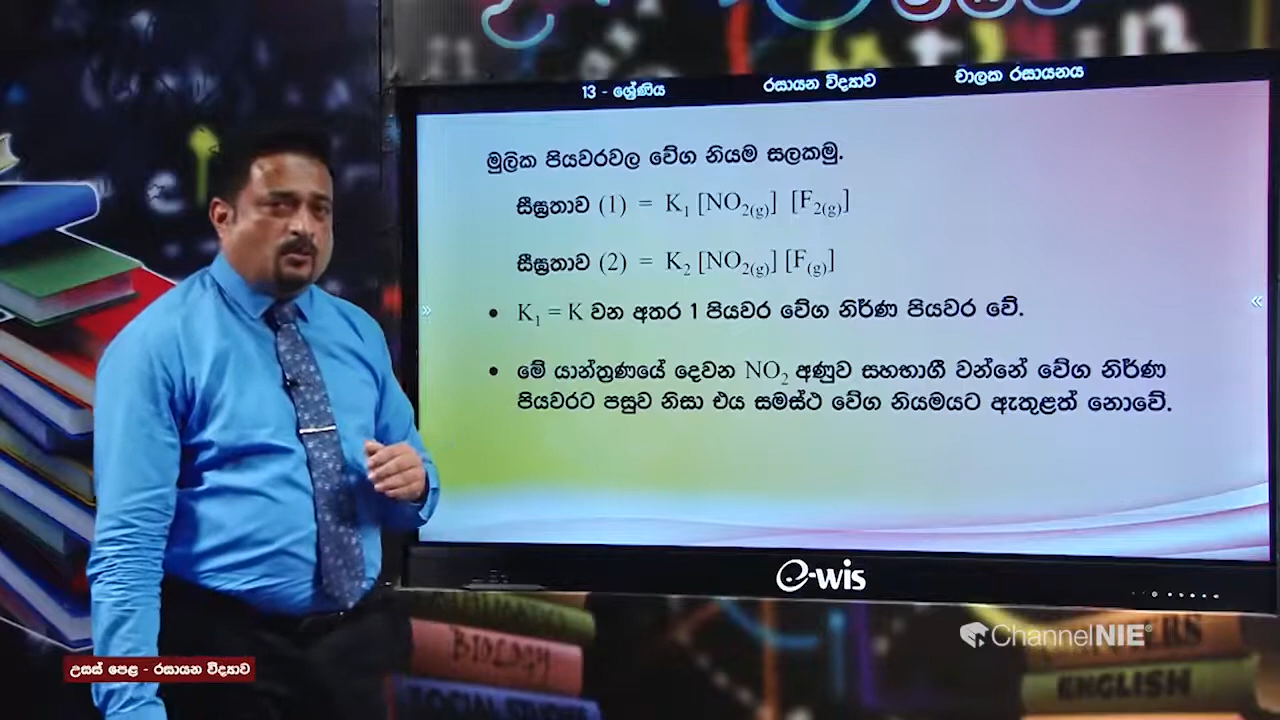 13 - ශ්‍රේණිය රසායන විද්‍යාව චාලක රසායනය
මූලික පියවරවල වේග නියම සලකමු.
සීඝ්‍රතාව (1) = K₁ [NO₂₍g₎] [F₂₍g₎]
සීඝ්‍රතාව (2) = K₂ [NO₂₍g₎] [F₍g₎]
• K₁ = K වන අතර 1 පියවර වේග නිර්ණ පියවර වේ.
• මේ යාන්ත්‍රණයේ දෙවන NO₂ අණුව සහභාගී වන්නේ වේග නිර්ණ
පියවරට පසුව නිසා එය සමස්ථ වේග නියමයට ඇතුළත් නොවේ.
e-wis
ChannelNIE
BIOLOGY
SOCIAL STUDIES
ENGLISH
උසස් පෙළ - රසායන විද්‍යාව